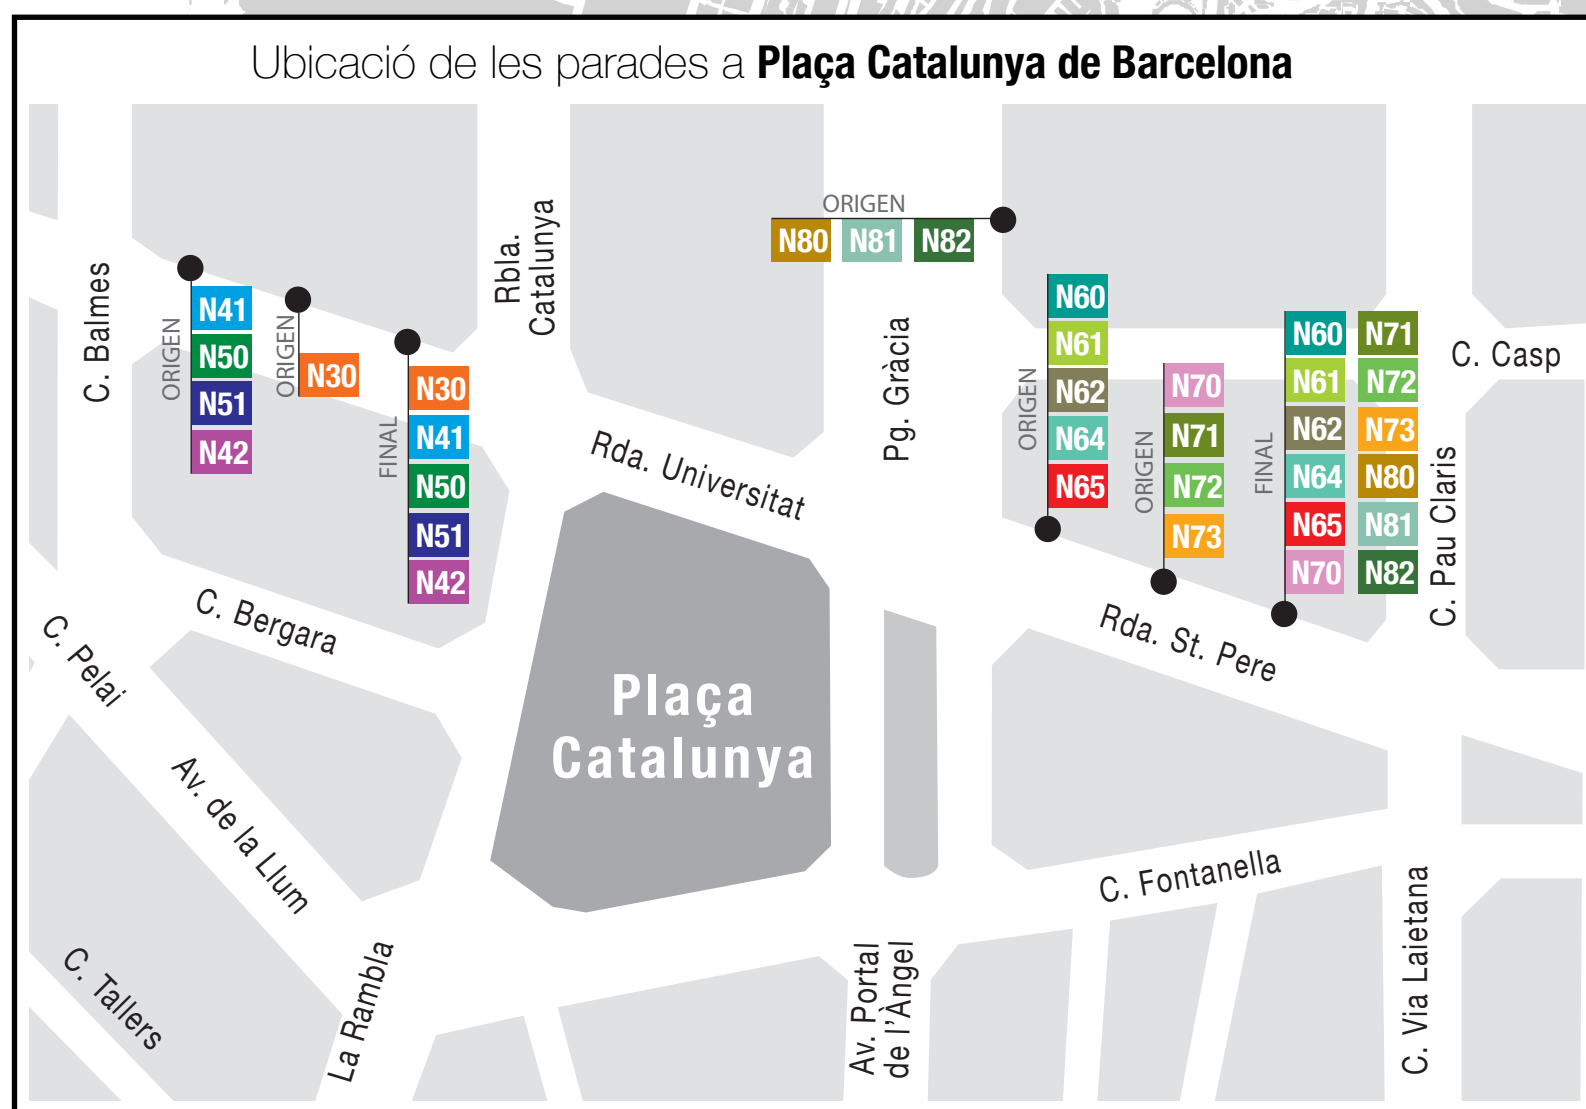 Ubicació de les parades a Plaça Catalunya de Barcelona
C. Balmes
ORIGEN
N41
N50
N51
N42
ORIGEN
N30
FINAL
N30
N41
N50
N51
N42
Rbla.
Catalunya
ORIGEN
N80 N81 N82
Pg. Gràcia
ORIGEN
N60
N61
N62
N64
N65
ORIGEN
N70
N71
N72
N73
FINAL
N60 N71
N61 N72
N62 N73
N64 N80
N65 N81
N70 N82
C. Casp
C. Pau Claris
Rda. Universitat
Rda. St. Pere
C. Bergara
C. Pelai
Plaça
Catalunya
Av. de la Llum
C. Fontanella
C. Tallers
La Rambla
Av. Portal
de l'Àngel
C. Via Laietana